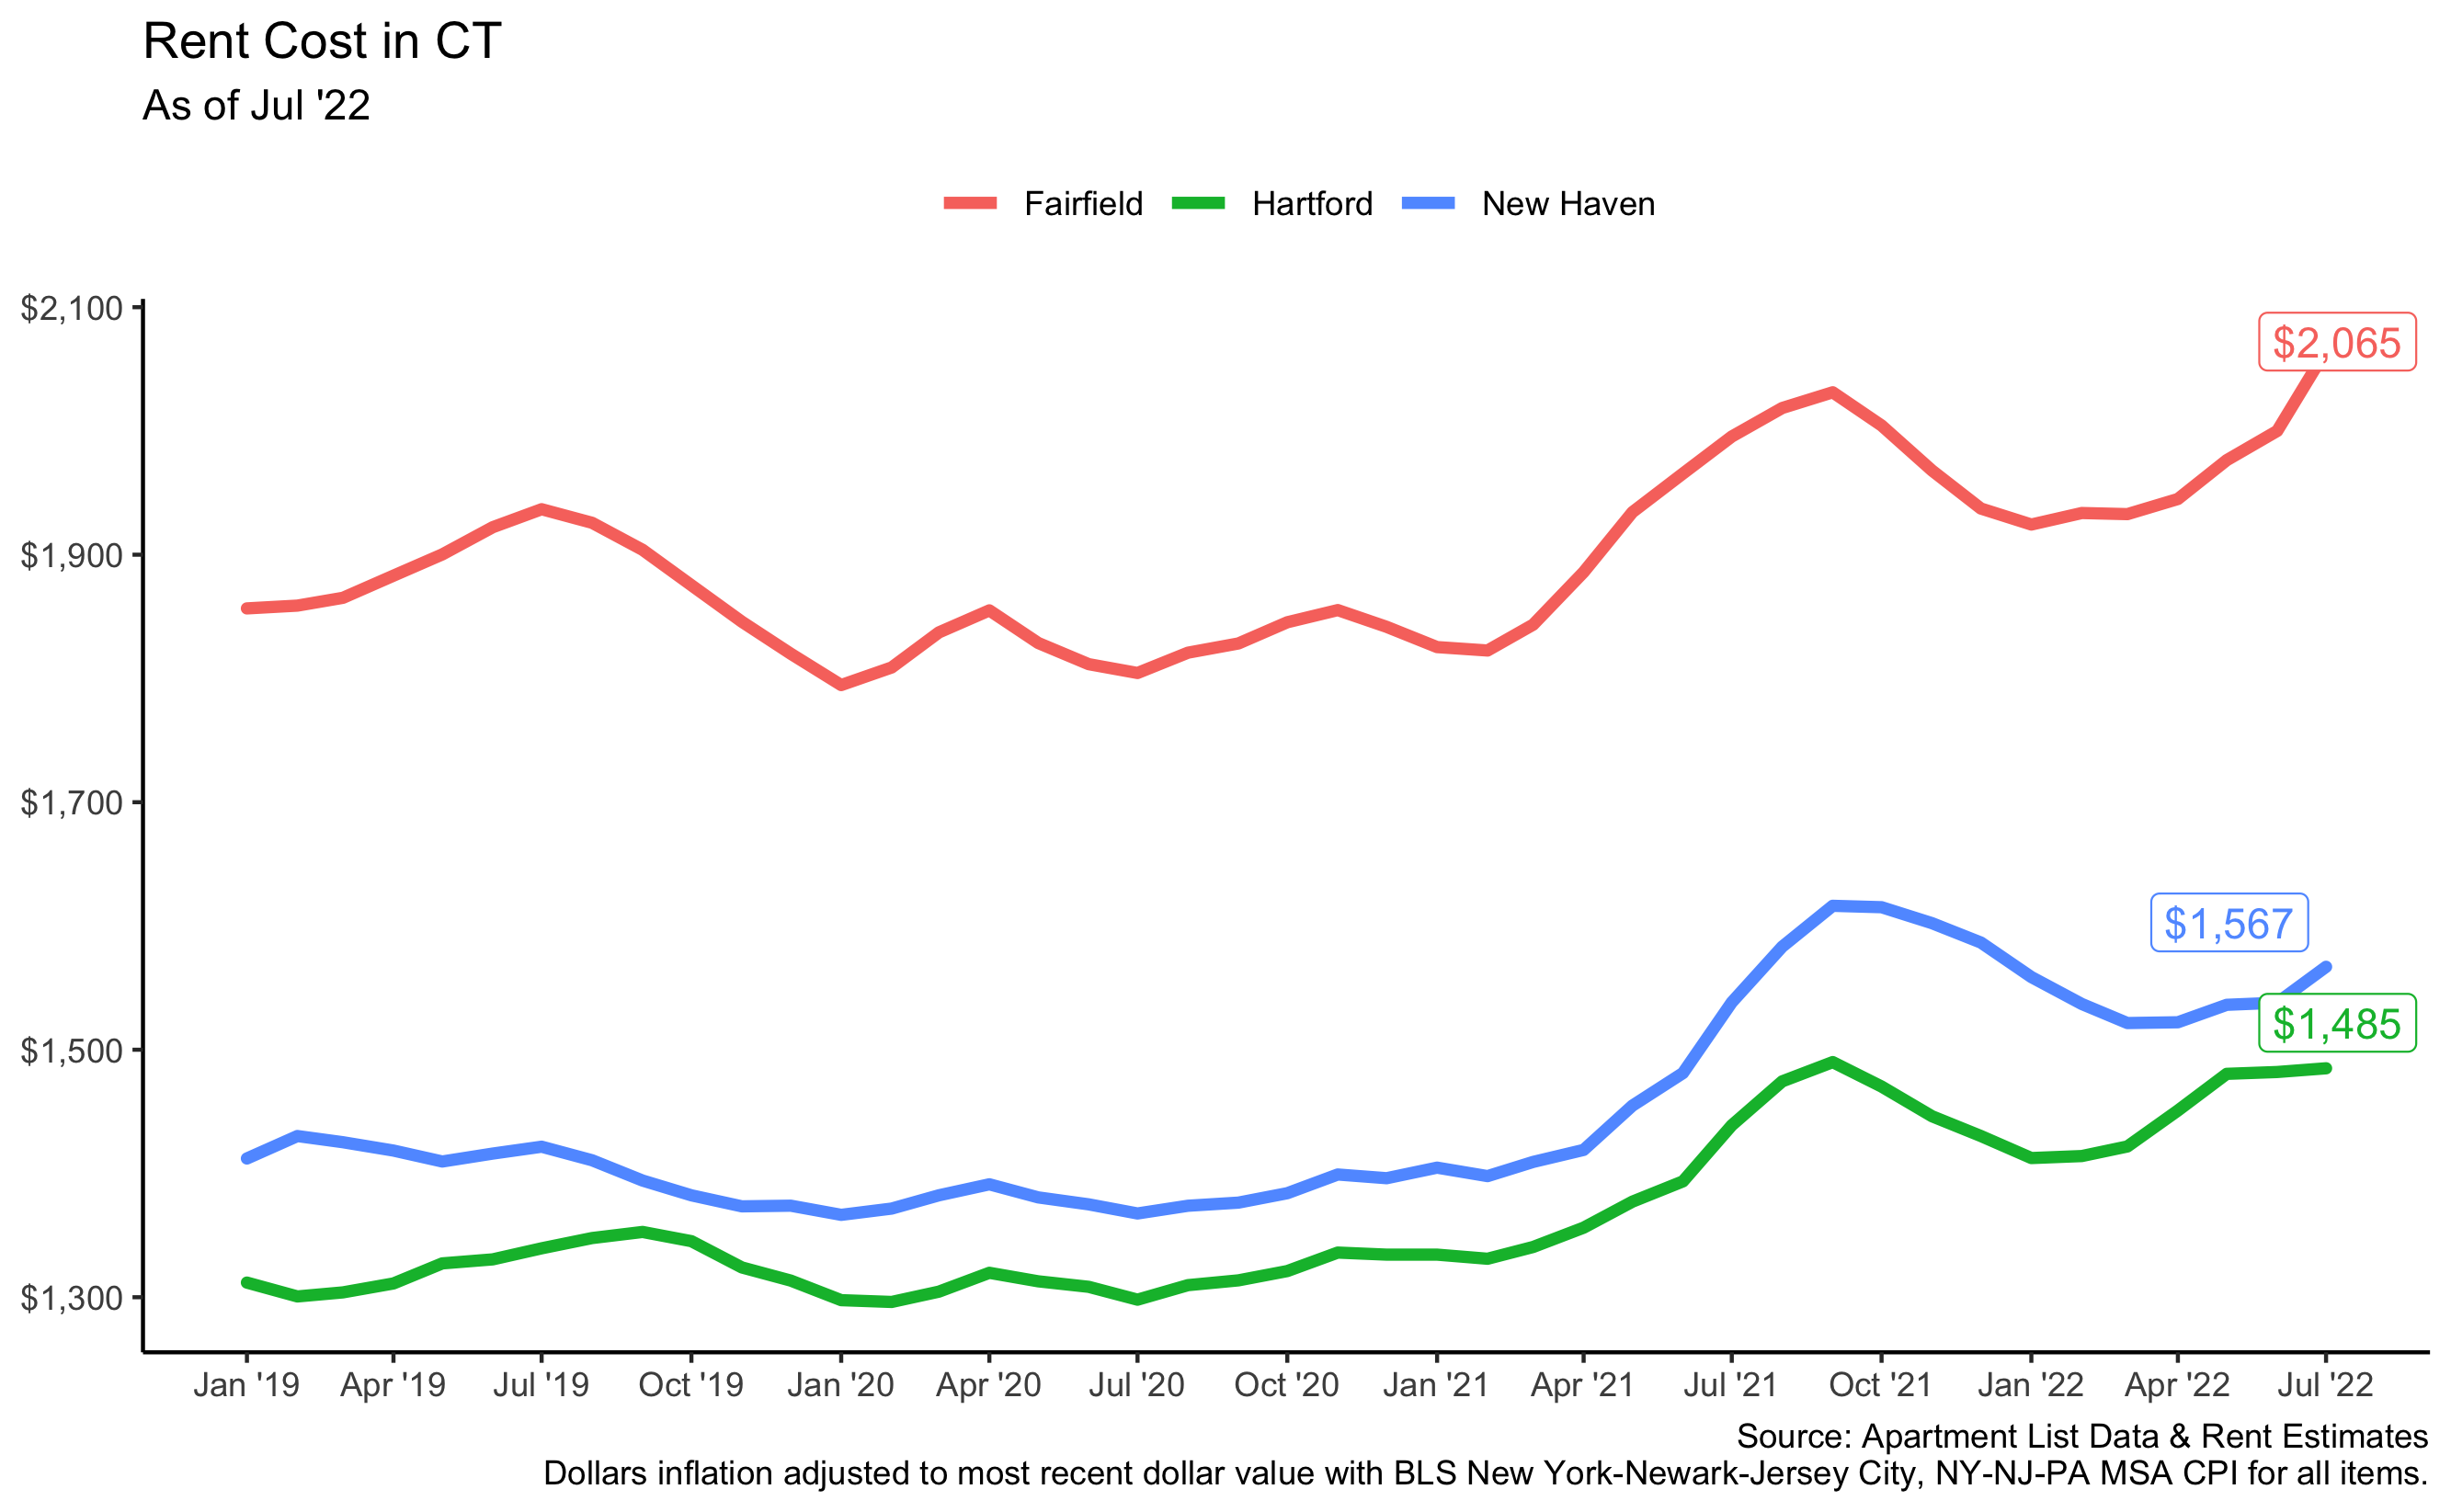 Rent Cost in CT
As of Jul '22
Fairfield Hartford New Haven
$2,100
$2,065
$1,900
$1,700
$1,567
$1,500
$1,485
$1,300
Jan '19 Apr '19 Jul '19 Oct '19 Jan '20 Apr '20 Jul '20 Oct '20 Jan '21 Apr '21 Jul '21 Oct '21 Jan '22 Apr '22 Jul '22
Source: Apartment List Data & Rent Estimates
Dollars inflation adjusted to most recent dollar value with BLS New York-Newark-Jersey City, NY-NJ-PA MSA CPI for all items.